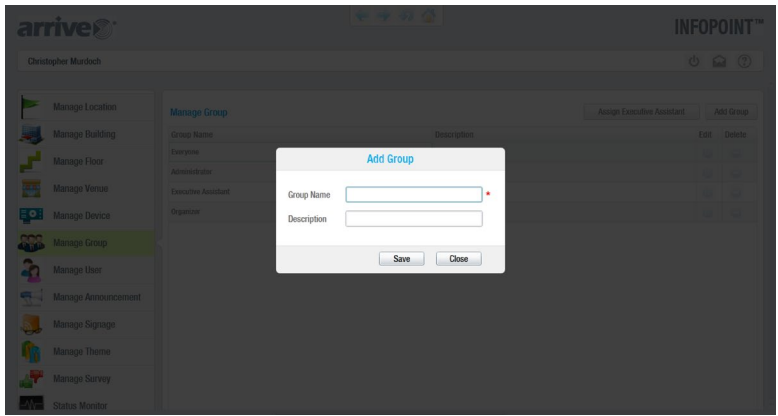 arrive
INFOPOINT™
Christopher Murdoch
Manage Location
Manage Building
Manage Floor
Manage Venue
Manage Device
Manage Group
Manage User
Manage Announcement
Manage Signage
Manage Theme
Manage Survey
Status Monitor
Manage Group
Assign Executive Assistant
Add Group
Group Name Description Edit Delete
Everyone
Administrator
Executive Assistant
Organizer
Add Group
Group Name *
Description
Save Close